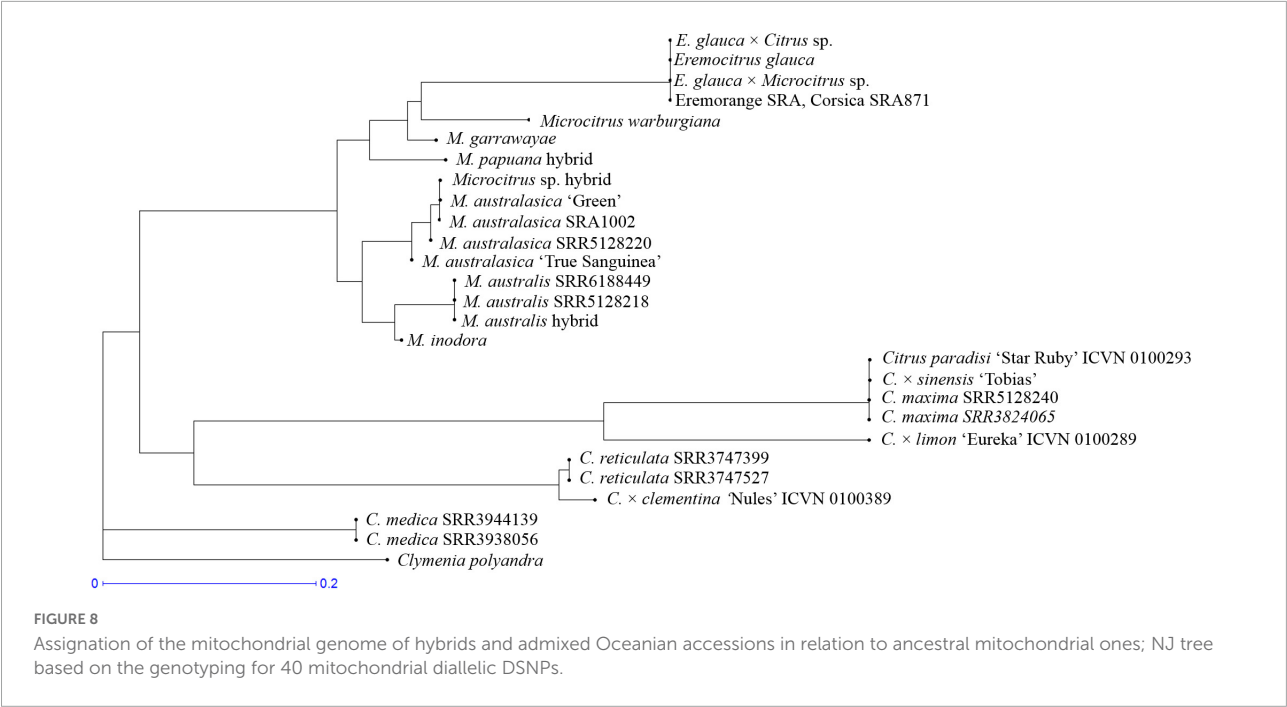 E. glauca × Citrus sp.
Eremocitrus glauca
E. glauca × Microcitrus sp.
Eremorange SRA, Corsica SRA871
Microcitrus warburgiana
M. garrawayae
M. papuana hybrid
Microcitrus sp. hybrid
M. australasica ‘Green’
M. australasica SRA1002
M. australasica SRR5128220
M. australasica ‘True Sanguinea’
M. australis SRR6188449
M. australis SRR5128218
M. australis hybrid
M. inodora
Citrus paradisi ‘Star Ruby’ ICVN 0100293
C. × sinensis ‘Tobias’
C. maxima SRR5128240
C. maxima SRR3824065
C. × limon ‘Eureka’ ICVN 0100289
C. reticulata SRR3747399
C. reticulata SRR3747527
C. × clementina ‘Nules’ ICVN 0100389
C. medica SRR3944139
C. medica SRR3938056
Clymenia polyandra
0 0.2
FIGURE 8
Assignation of the mitochondrial genome of hybrids and admixed Oceanian accessions in relation to ancestral mitochondrial ones; NJ tree
based on the genotyping for 40 mitochondrial diallelic DSNPs.